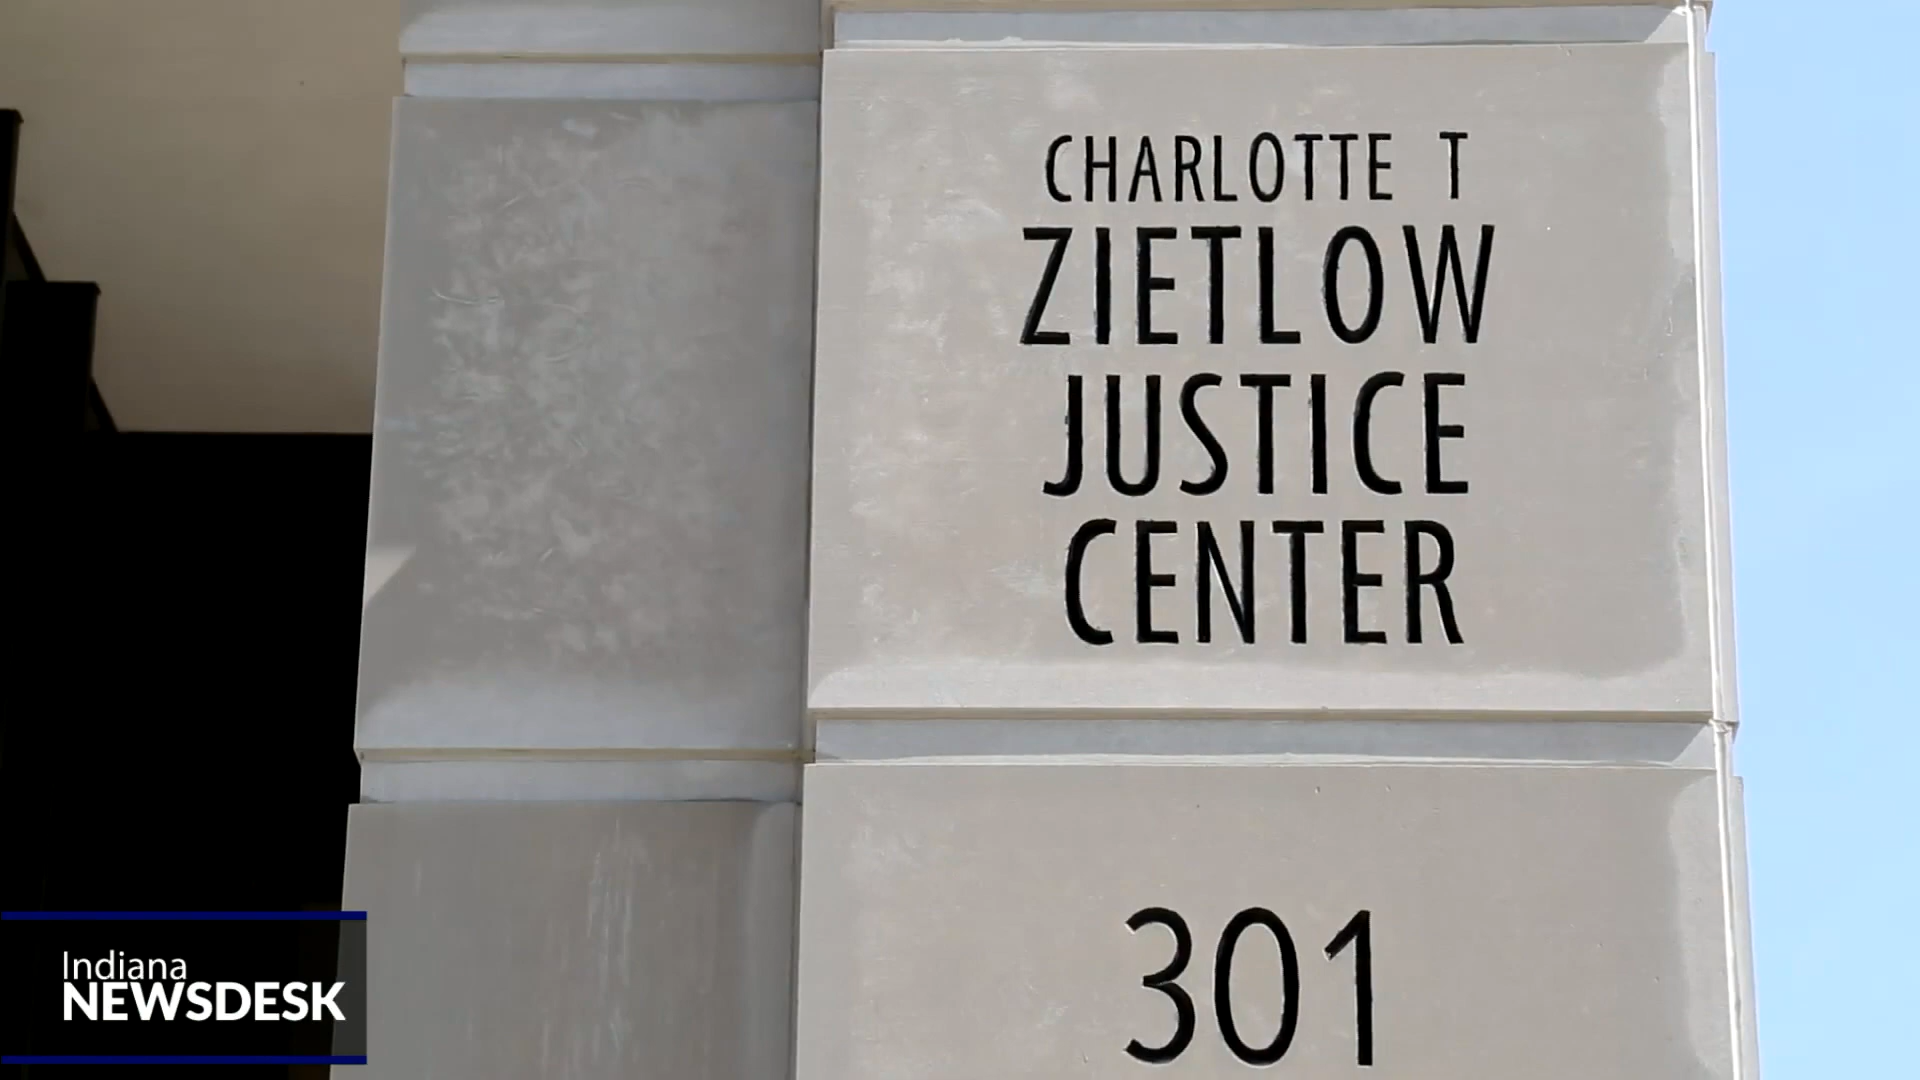 CHARLOTTE T
ZIETLOW
JUSTICE
CENTER
301
Indiana
NEWSDESK